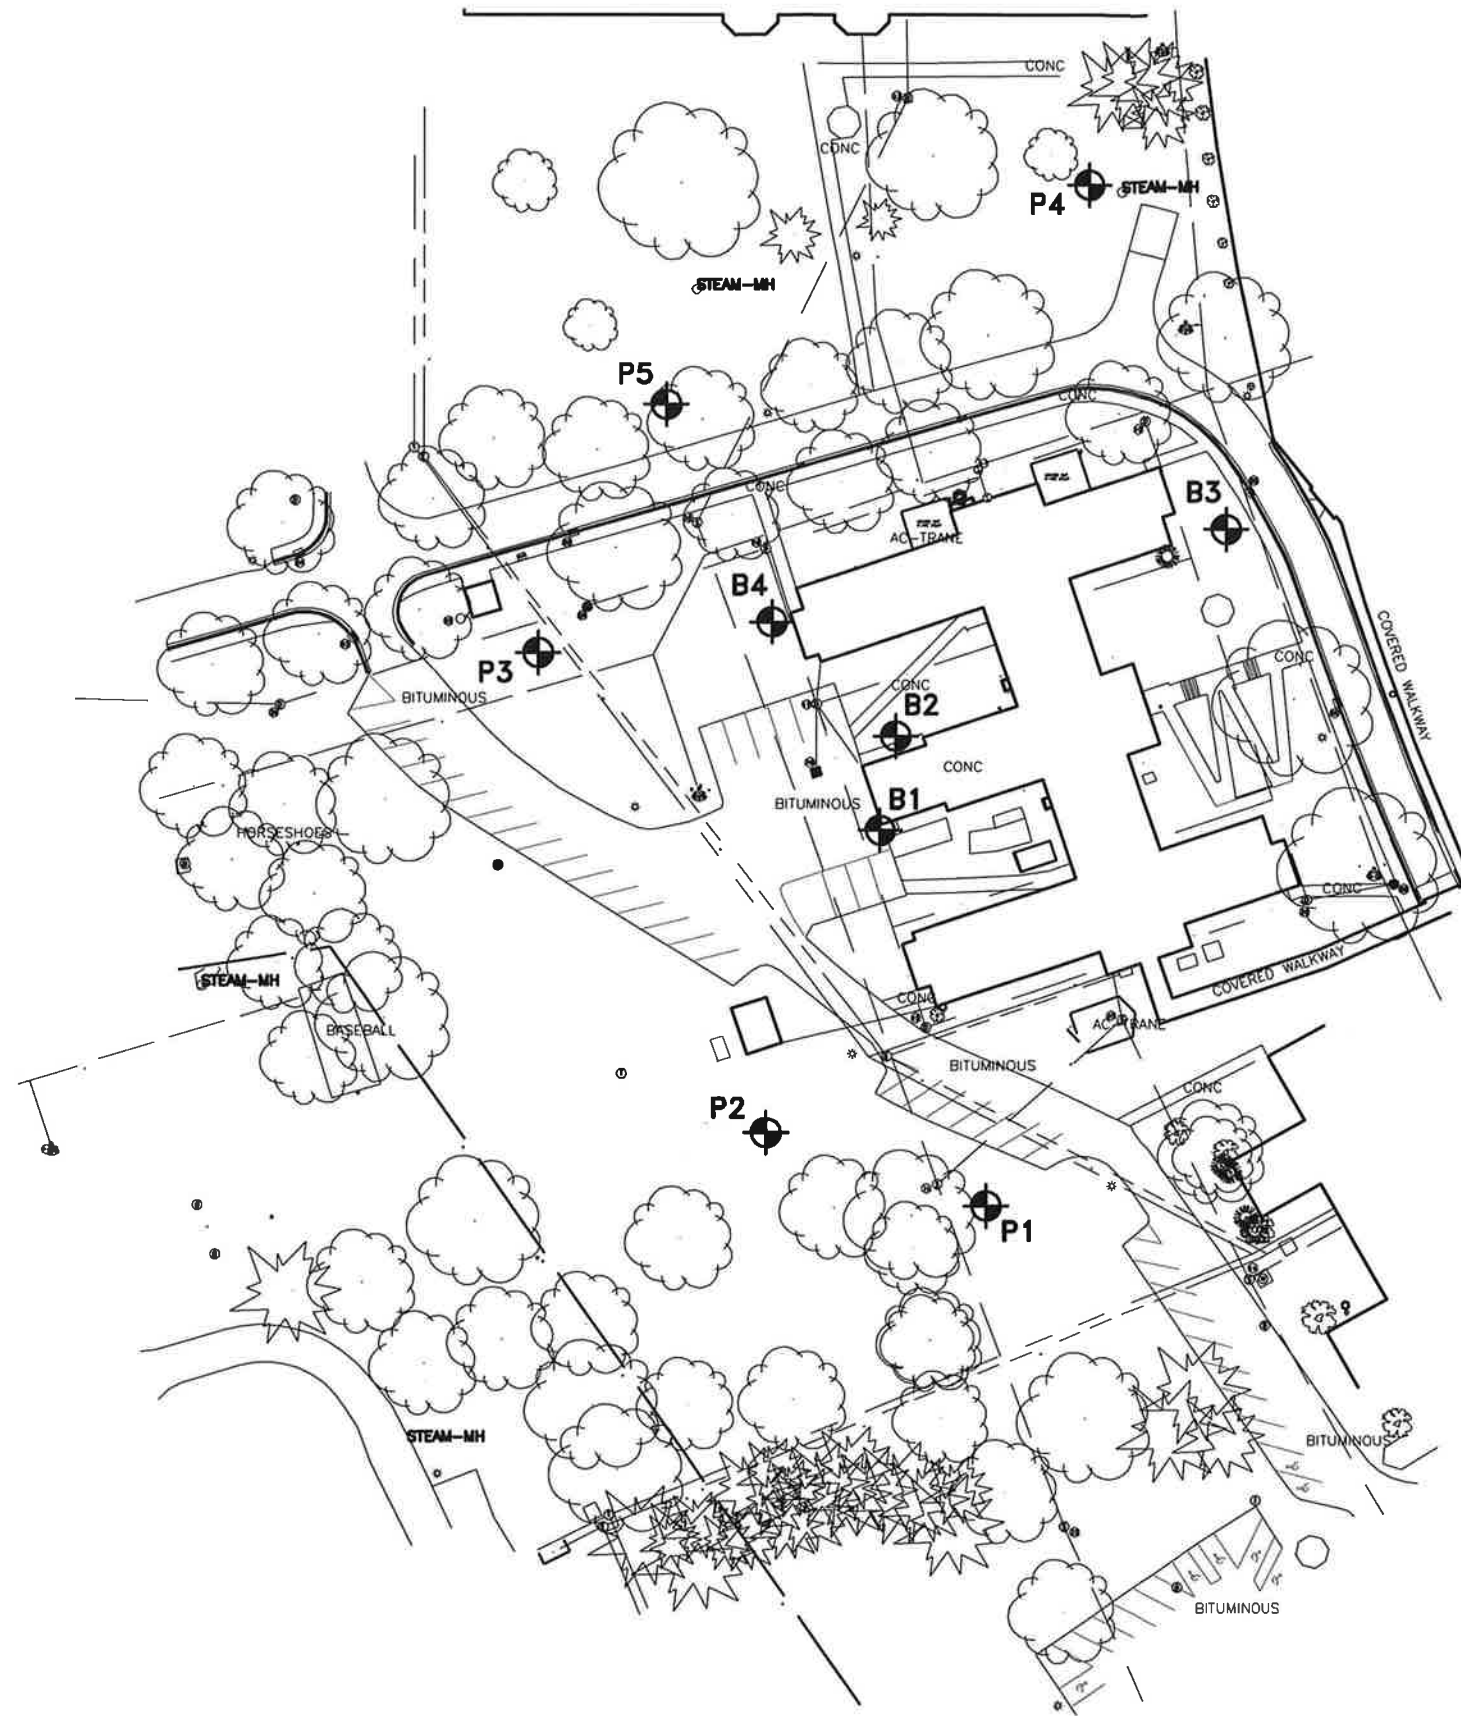 CONC
CONC
P4
STEAM-MH
STEAM-MH
P5
CONC
CONC
B3
AC-TRANE
B4
COVERED WALKWAY
P3
CONC
BITUMINOUS
CONC
B2
CONC
BITUMINOUS
B1
HORSESHOES
CONC
STEAM-MH
COVERED WALKWAY
CONC
BASEBALL
AC-TRANE
BITUMINOUS
CONC
P2
P1
STEAM-MH
BITUMINOUS
BITUMINOUS